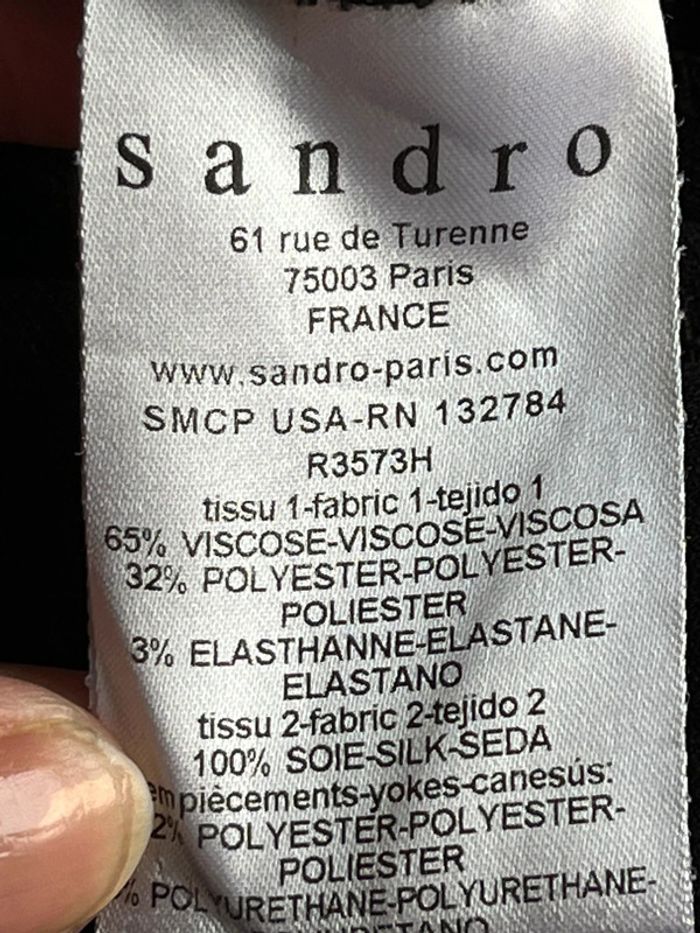 sandro
61 rue de Turenne
75003 Paris
FRANCE
www.sandro-paris.com
SMCP USA-RN 132784
R3573H
tissu 1-fabric 1-tejido 1
65% VISCOSE-VISCOSE-VISCOSA
32% POLYESTER-POLYESTER-
POLIESTER
3% ELASTHANNE-ELASTANE-
ELASTANO
tissu 2-fabric 2-tejido 2
100% SOIE-SILK-SEDA
empiècements-yokes-canesús:
2% POLYESTER-POLYESTER-
POLIESTER
% POLYURETHANE-POLYURETHANE-